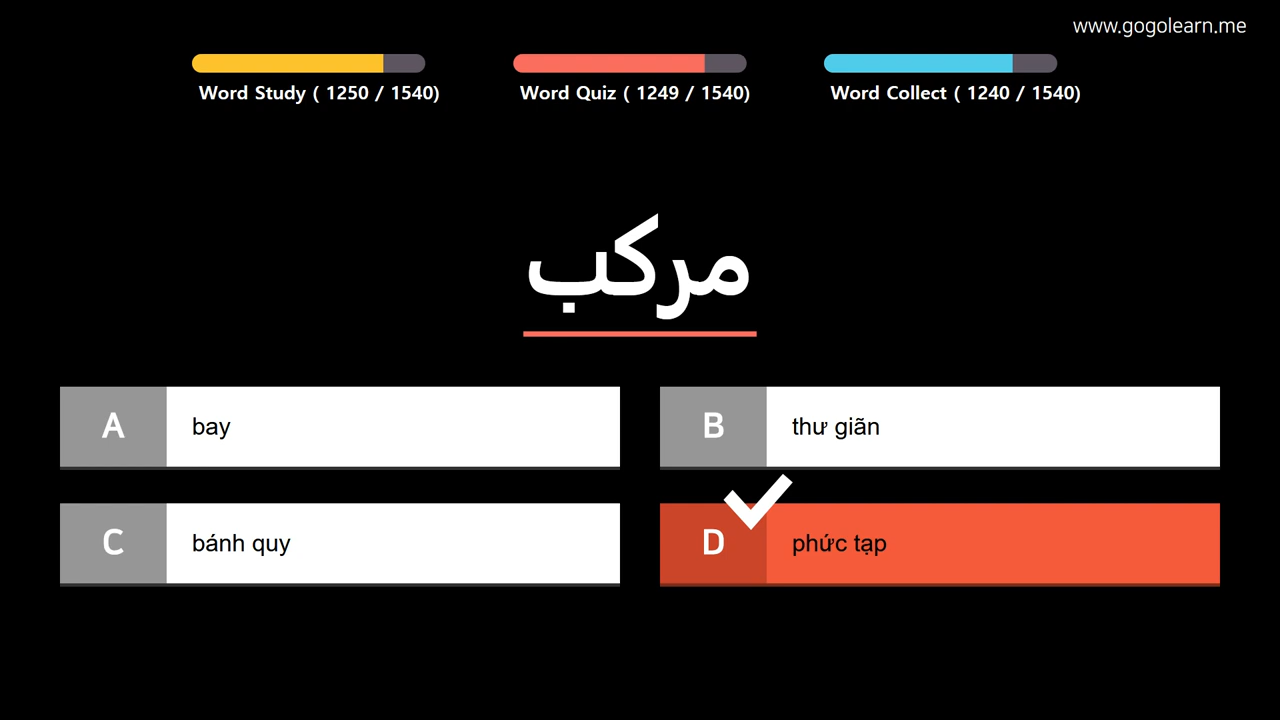 www.gogolearn.me
Word Study ( 1250 / 1540)
Word Quiz ( 1249 / 1540)
Word Collect ( 1240 / 1540)
مركب
A bay
B thư giãn
C bánh quy
D phức tạp